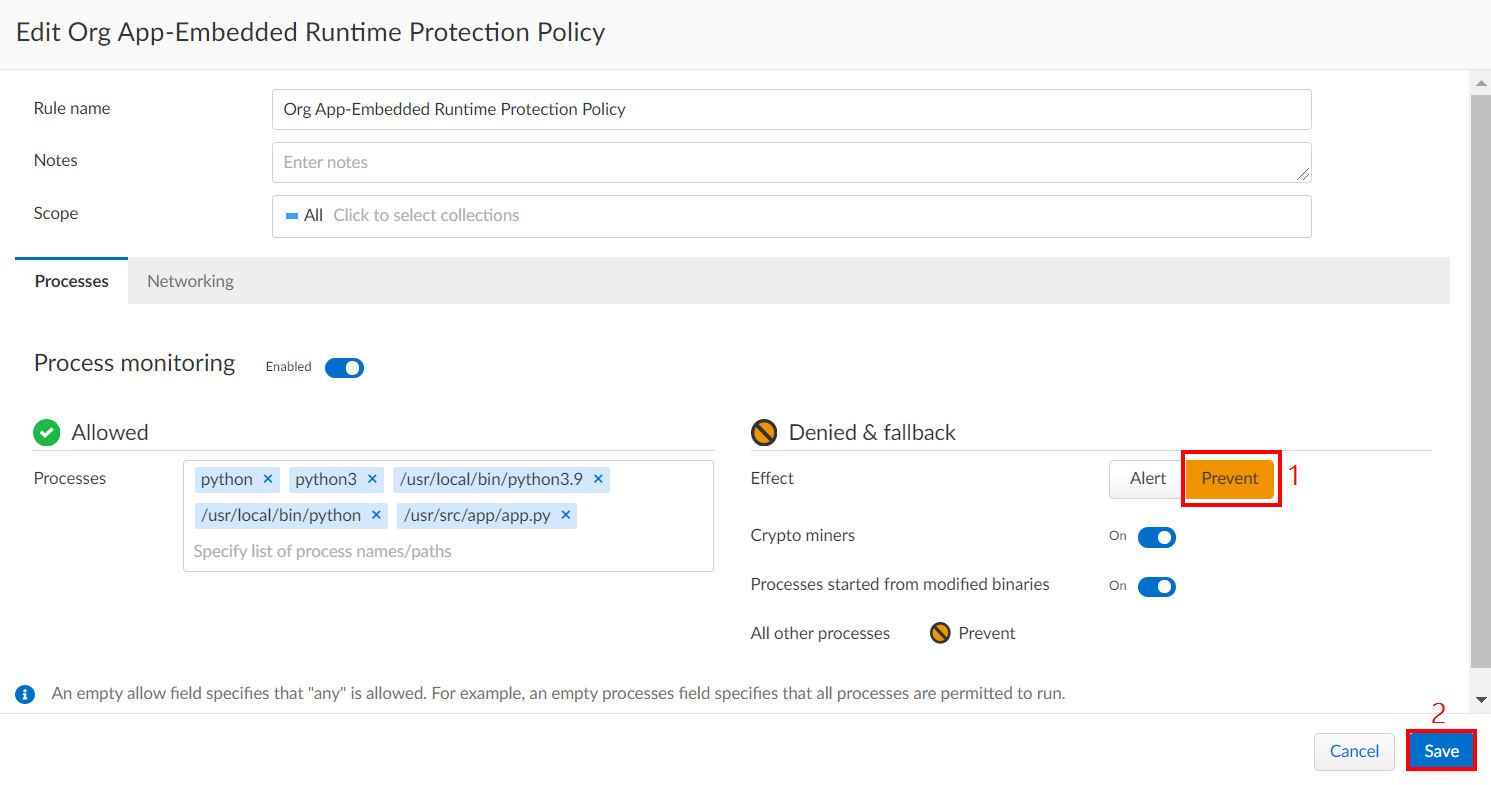 Edit Org App-Embedded Runtime Protection Policy
Rule name
Org App-Embedded Runtime Protection Policy
Notes
Enter notes
Scope
All Click to select collections
Processes Networking
Process monitoring Enabled
Allowed
Processes
python × python3 × /usr/local/bin/python3.9 ×
/usr/local/bin/python × /usr/src/app/app.py ×
Specify list of process names/paths
Denied & fallback
Effect Alert Prevent 1
Crypto miners On
Processes started from modified binaries On
All other processes Prevent
An empty allow field specifies that "any" is allowed. For example, an empty processes field specifies that all processes are permitted to run.
2
Cancel Save